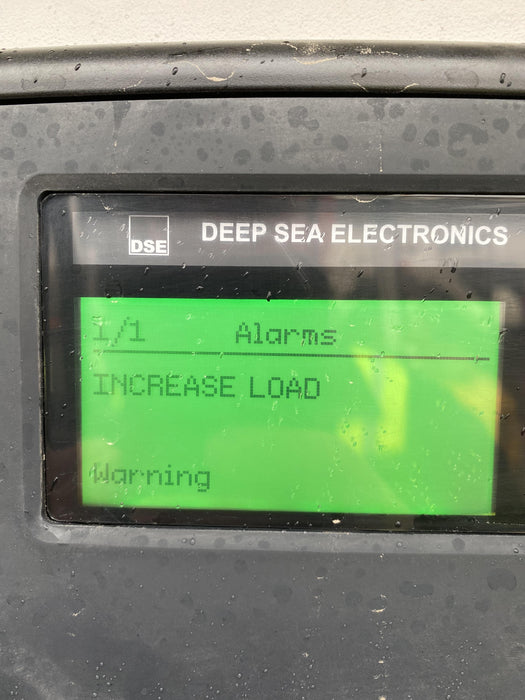 DSE DEEP SEA ELECTRONICS
1/1 Alarms
INCREASE LOAD
Warning